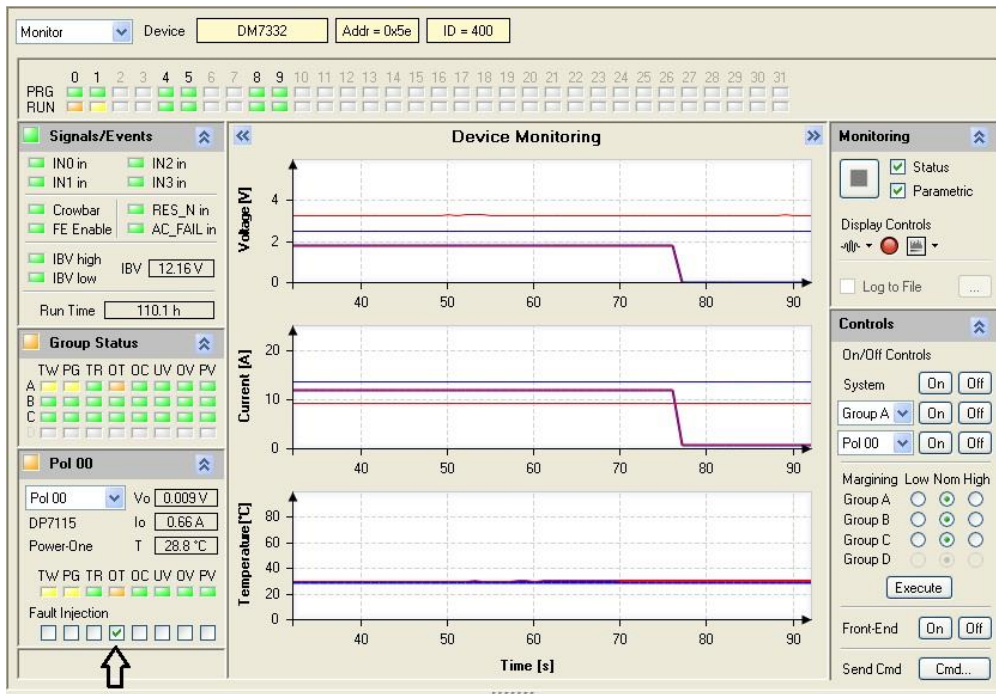 Monitor Device DM7332 Addr = 0x5e ID = 400
0 1 2 3 4 5 6 7 8 9 10 11 12 13 14 15 16 17 18 19 20 21 22 23 24 25 26 27 28 29 30 31
PRG
RUN
Signals/Events
IN0 in IN2 in
IN1 in IN3 in
Crowbar RES_N in
FE Enable AC_FAIL in
IBV high
IBV low
IBV 12.16 V
Run Time 110.1 h
Group Status
TW PG TR OT OC UV OV PV
A
B
C
D
Pol 00
Pol 00 Vo 0.009 V
DP7115 Io 0.66 A
Power-One T 28.8 °C
TW PG TR OT OC UV OV PV
Fault Injection
Device Monitoring
Voltage [V]
4
2
0
40 50 60 70 80 90
Current [A]
20
10
0
40 50 60 70 80 90
Temperature [°C]
80
60
40
20
0
40 50 60 70 80 90
Time [s]
Monitoring
Status
Parametric
Display Controls
Log to File ...
Controls
On/Off Controls
System On Off
Group A On Off
Pol 00 On Off
Margining Low Nom High
Group A
Group B
Group C
Group D
Execute
Front-End On Off
Send Cmd Cmd...